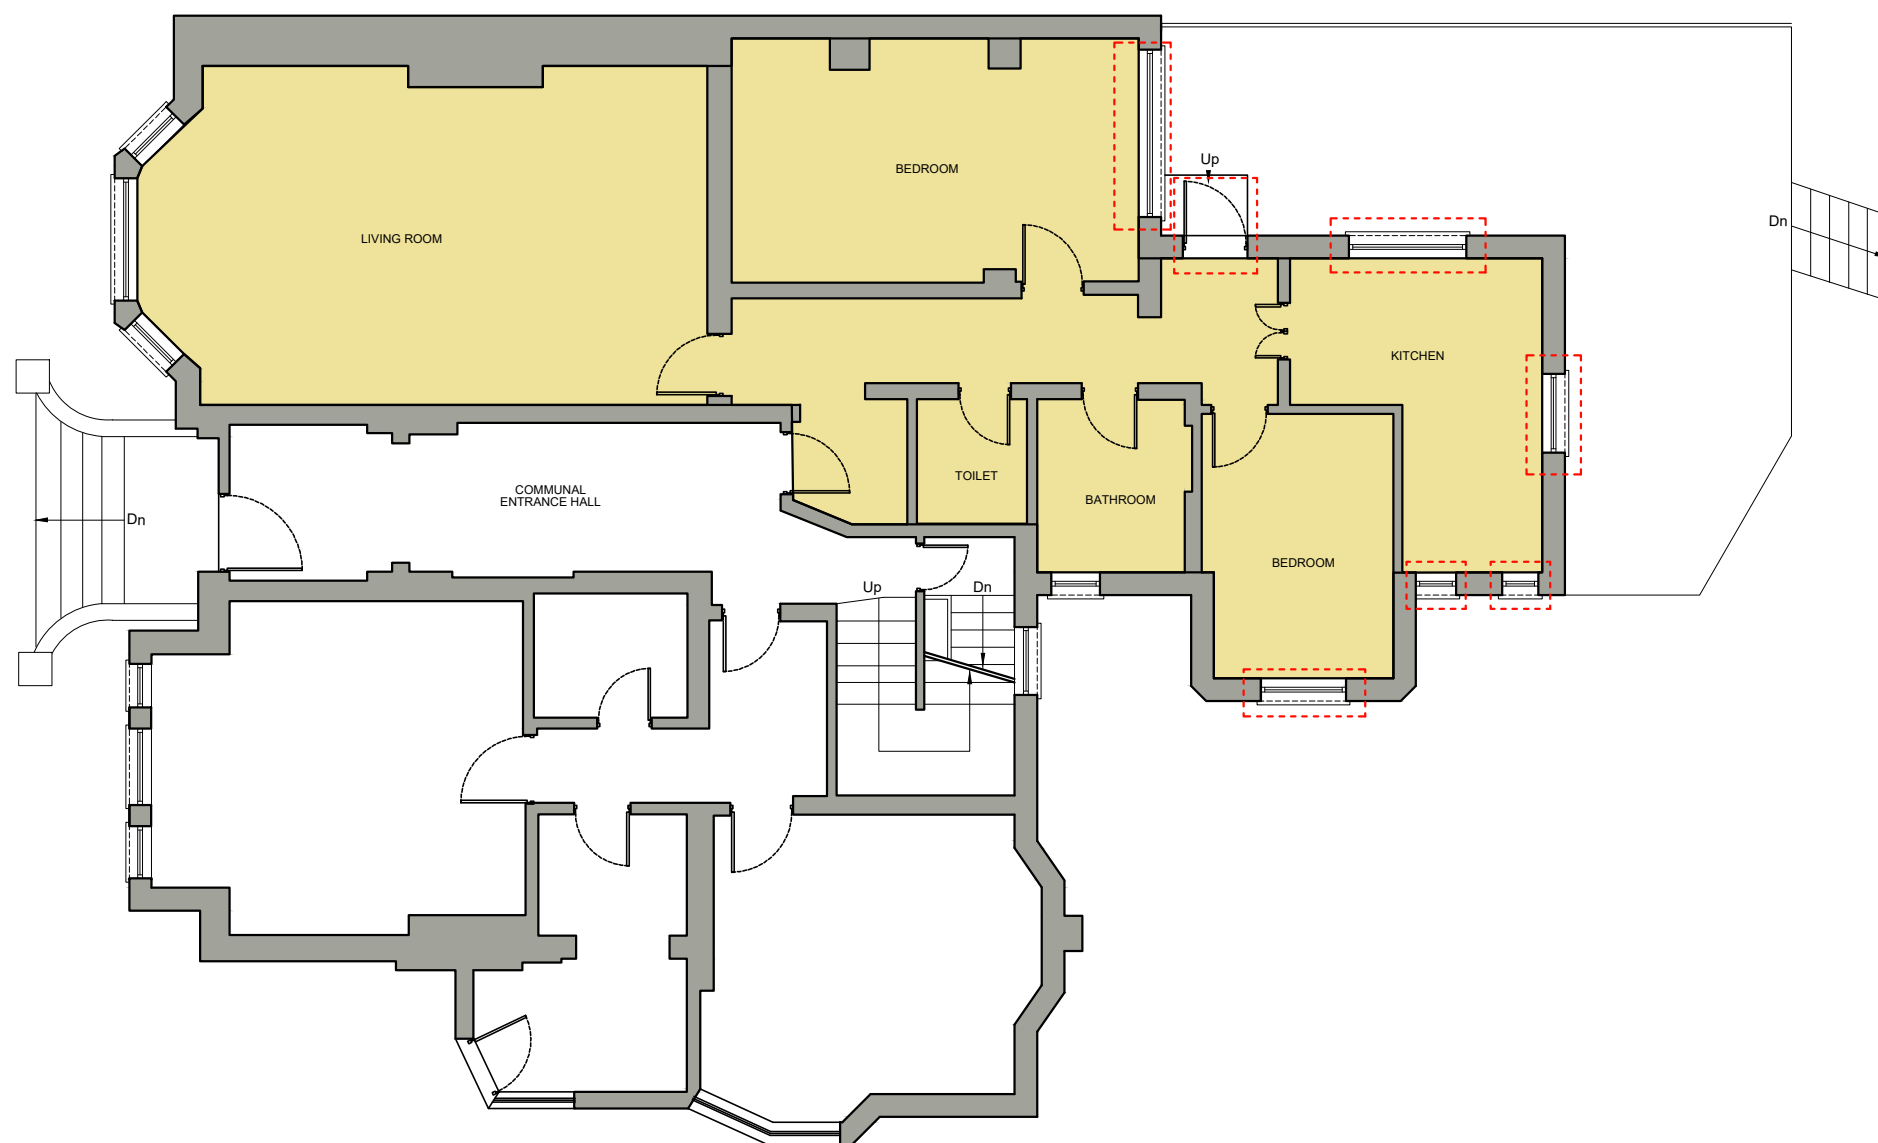 Up
BEDROOM
Dn
LIVING ROOM
KITCHEN
TOILET
COMMUNAL
ENTRANCE HALL
BATHROOM
Dn
BEDROOM
Up
Dn